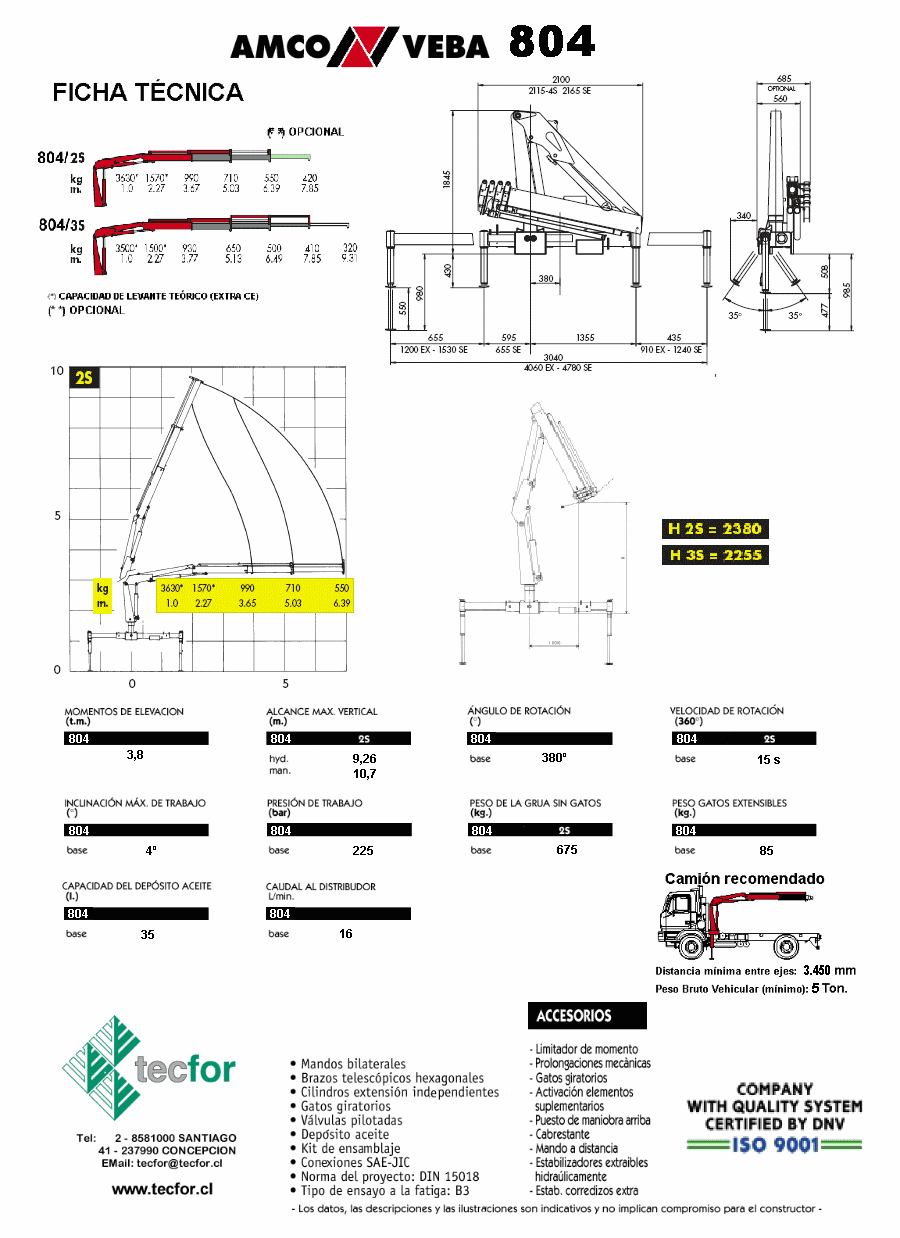 AMCO VEBA 804
FICHA TÉCNICA
(* *) OPCIONAL
804/2S
kg 3630* 1570* 990 710 550 420
m. 1.0 2.27 3.67 5.03 6.39 7.85
804/3S
kg 3500* 1500* 930 650 500 410 320
m. 1.0 2.27 3.77 5.13 6.49 7.85 9.31
(*) CAPACIDAD DE LEVANTE TEÓRICO (EXTRA CE)
(* *) OPCIONAL
2100
2115-4S 2165 SE
1845
430
980
550
380
655 595 1355 435
1200 EX - 1530 SE 655 SE 910 EX - 1240 SE
3040
4060 EX - 4780 SE
685
OPTIONAL
560
340
35° 35°
508
477
985
10
2S
5
kg 3630* 1570* 990 710 550
m. 1.0 2.27 3.65 5.03 6.39
0
0 5
H 2S = 2380
H 3S = 2255
MOMENTOS DE ELEVACION
(t.m.)
804
3,8
ALCANCE MAX. VERTICAL
(m.)
804 2S
hyd. 9,26
man. 10,7
ÁNGULO DE ROTACIÓN
(°)
804
base 380°
VELOCIDAD DE ROTACIÓN
(360°)
804 2S
base 15 s
INCLINACIÓN MÁX. DE TRABAJO
(°)
804
base 4°
PRESIÓN DE TRABAJO
(bar)
804
base 225
PESO DE LA GRUA SIN GATOS
(kg.)
804 2S
base 675
PESO GATOS EXTENSIBLES
(kg.)
804
base 85
CAPACIDAD DEL DEPÓSITO ACEITE
(l.)
804
base 35
CAUDAL AL DISTRIBUDOR
L/min.
804
base 16
Camión recomendado
Distancia mínima entre ejes: 3.450 mm
Peso Bruto Vehicular (mínimo): 5 Ton.
tecfor
Tel: 2 - 8581000 SANTIAGO
41 - 237990 CONCEPCION
EMail: tecfor@tecfor.cl
www.tecfor.cl
• Mandos bilaterales
• Brazos telescópicos hexagonales
• Cilindros extensión independientes
• Gatos giratorios
• Válvulas pilotadas
• Depósito aceite
• Kit de ensamblaje
• Conexiones SAE-JIC
• Norma del proyecto: DIN 15018
• Tipo de ensayo a la fatiga: B3
ACCESORIOS
- Limitador de momento
- Prolongaciones mecànicas
- Gatos giratorios
- Activación elementos
suplementarios
- Puesto de maniobra arriba
- Cabrestante
- Mando a distancia
- Estabilizadores extraibles
hidraúlicamente
- Estab. corredizos extra
COMPANY
WITH QUALITY SYSTEM
CERTIFIED BY DNV
ISO 9001
- Los datos, las descripciones y las ilustraciones son indicativos y no implican compromiso para el constructor -